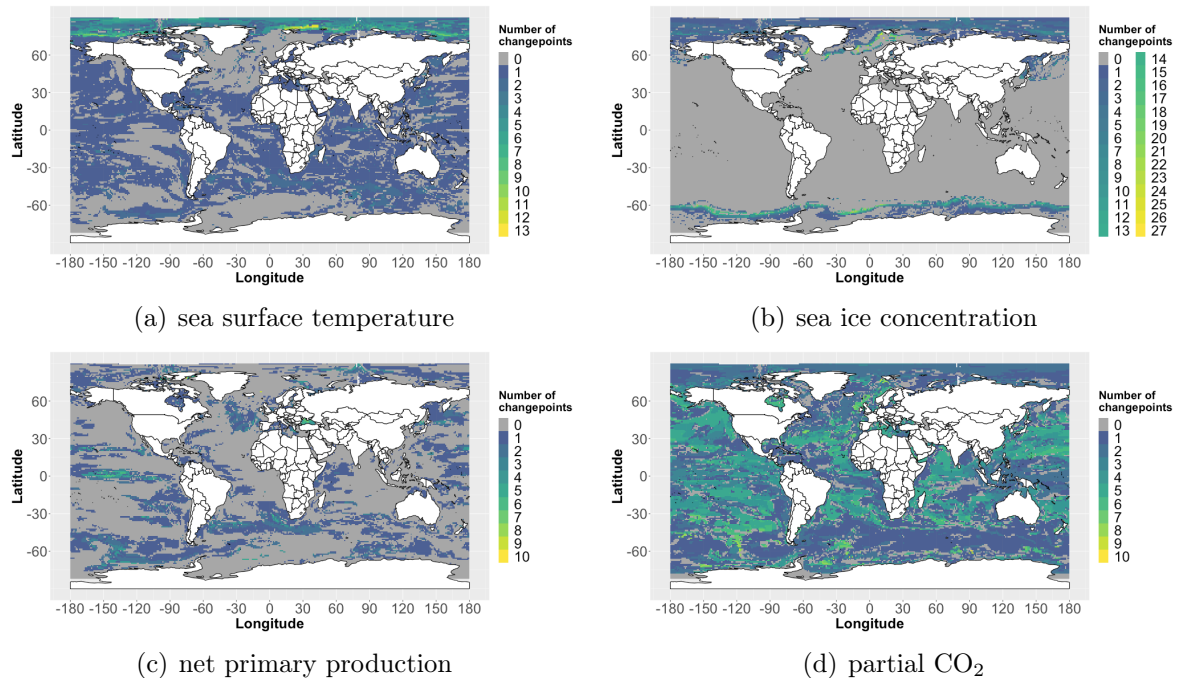 Number of
changepoints
0
1
2
3
4
5
6
7
8
9
10
11
12
13
60
30
0
-30
-60
Latitude
-180 -150 -120 -90 -60 -30 0 30 60 90 120 150 180
Longitude
(a) sea surface temperature
Number of
changepoints
0 14
1 15
2 16
3 17
4 18
5 19
6 20
7 21
8 22
9 23
10 24
11 25
12 26
13 27
60
30
0
-30
-60
Latitude
-180 -150 -120 -90 -60 -30 0 30 60 90 120 150 180
Longitude
(b) sea ice concentration
Number of
changepoints
0
1
2
3
4
5
6
7
8
9
10
60
30
0
-30
-60
Latitude
-180 -150 -120 -90 -60 -30 0 30 60 90 120 150 180
Longitude
(c) net primary production
Number of
changepoints
0
1
2
3
4
5
6
7
8
9
10
60
30
0
-30
-60
Latitude
-180 -150 -120 -90 -60 -30 0 30 60 90 120 150 180
Longitude
(d) partial CO₂